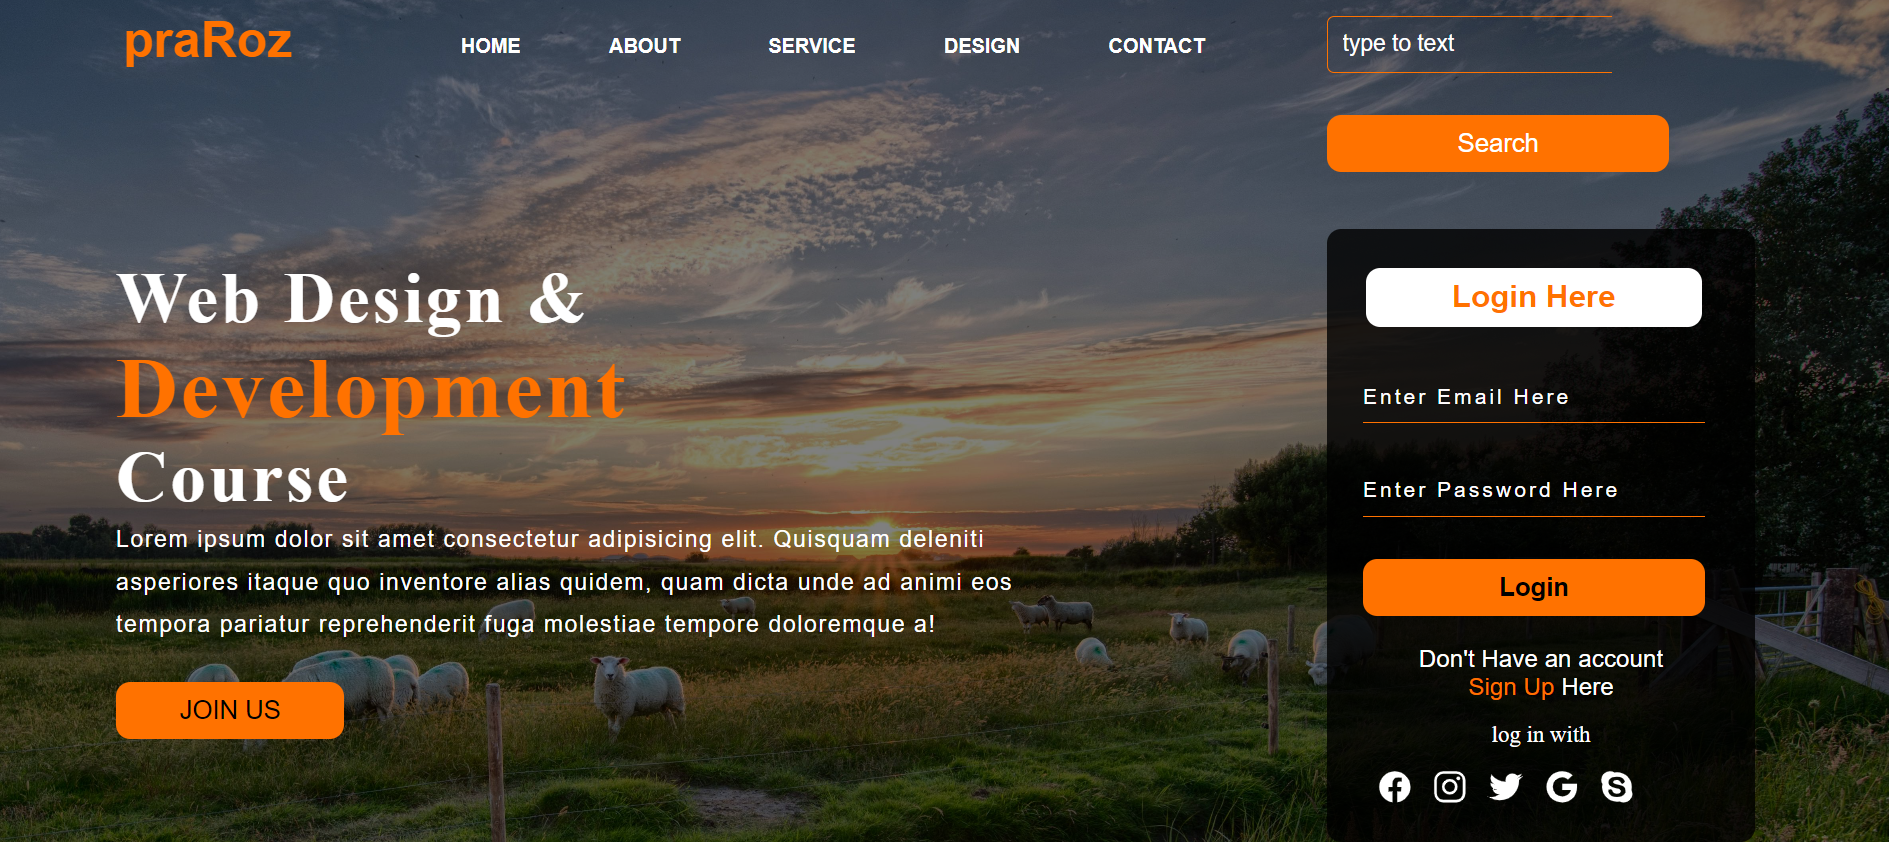 praRoz
HOME
ABOUT
SERVICE
DESIGN
CONTACT
type to text
Search
Web Design &
Development
Course
Lorem ipsum dolor sit amet consectetur adipisicing elit. Quisquam deleniti
asperiores itaque quo inventore alias quidem, quam dicta unde ad animi eos
tempora pariatur reprehenderit fuga molestiae tempore doloremque a!
JOIN US
Login Here
Enter Email Here
Enter Password Here
Login
Don't Have an account
Sign Up Here
log in with